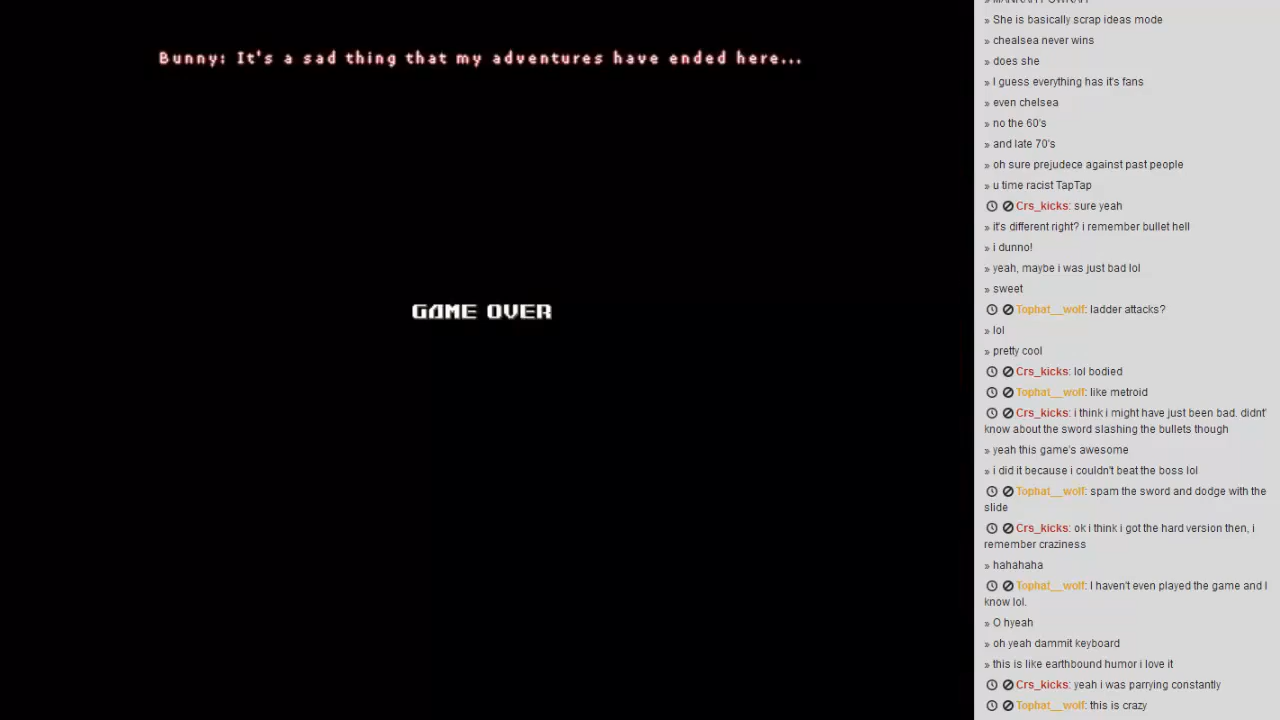 Bunny: It's a sad thing that my adventures have ended here...
GAME OVER
» She is basically scrap ideas mode
» chealsea never wins
» does she
» I guess everything has it's fans
» even chelsea
» no the 60's
» and late 70's
» oh sure prejudece against past people
» u time racist TapTap
Crs_kicks: sure yeah
» it's different right? i remember bullet hell
» i dunno!
» yeah, maybe i was just bad lol
» sweet
Tophat__wolf: ladder attacks?
» lol
» pretty cool
Crs_kicks: lol bodied
Tophat__wolf: like metroid
Crs_kicks: i think i might have just been bad. didnt'
know about the sword slashing the bullets though
» yeah this game's awesome
» i did it because i couldn't beat the boss lol
Tophat__wolf: spam the sword and dodge with the
slide
Crs_kicks: ok i think i got the hard version then, i
remember craziness
» hahahaha
Tophat__wolf: I haven't even played the game and I
know lol.
» O hyeah
» oh yeah dammit keyboard
» this is like earthbound humor i love it
Crs_kicks: yeah i was parrying constantly
Tophat__wolf: this is crazy